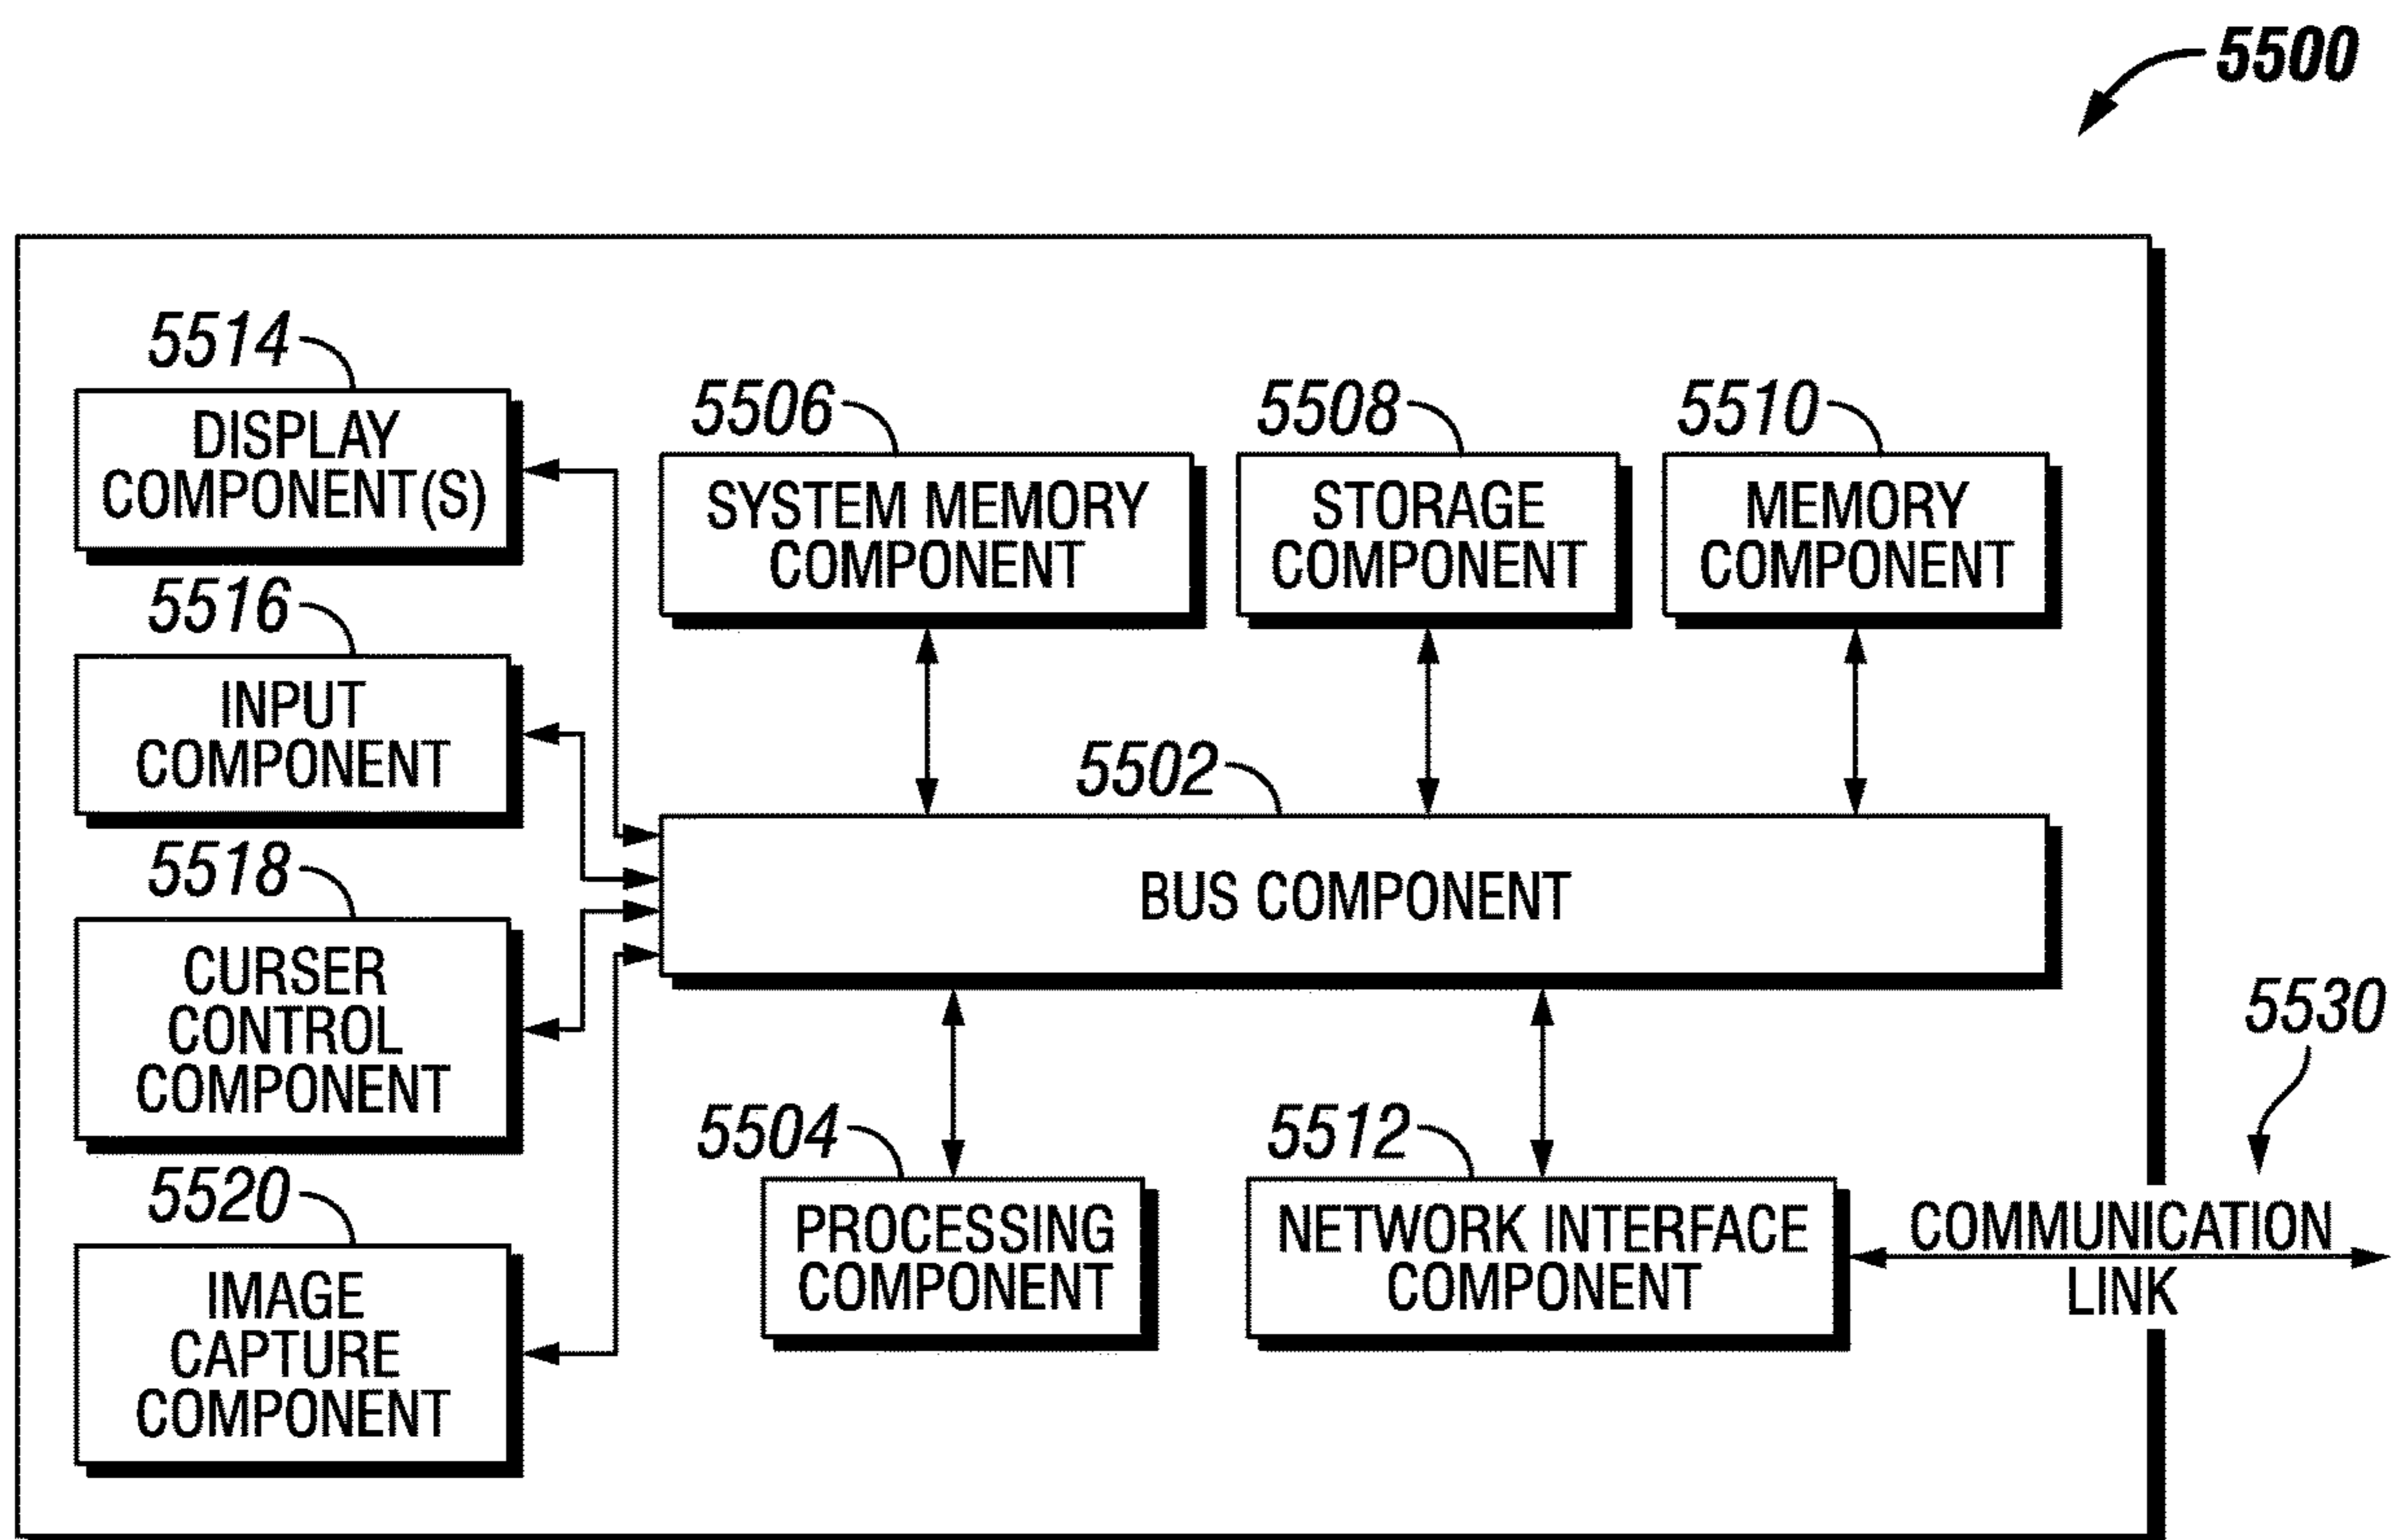 5500
5514
DISPLAY
COMPONENT(S)
5516
INPUT
COMPONENT
5518
CURSER
CONTROL
COMPONENT
5520
IMAGE
CAPTURE
COMPONENT
5506
SYSTEM MEMORY
COMPONENT
5508
STORAGE
COMPONENT
5510
MEMORY
COMPONENT
5502
BUS COMPONENT
5504
PROCESSING
COMPONENT
5512
NETWORK INTERFACE
COMPONENT
5530
COMMUNICATION
LINK